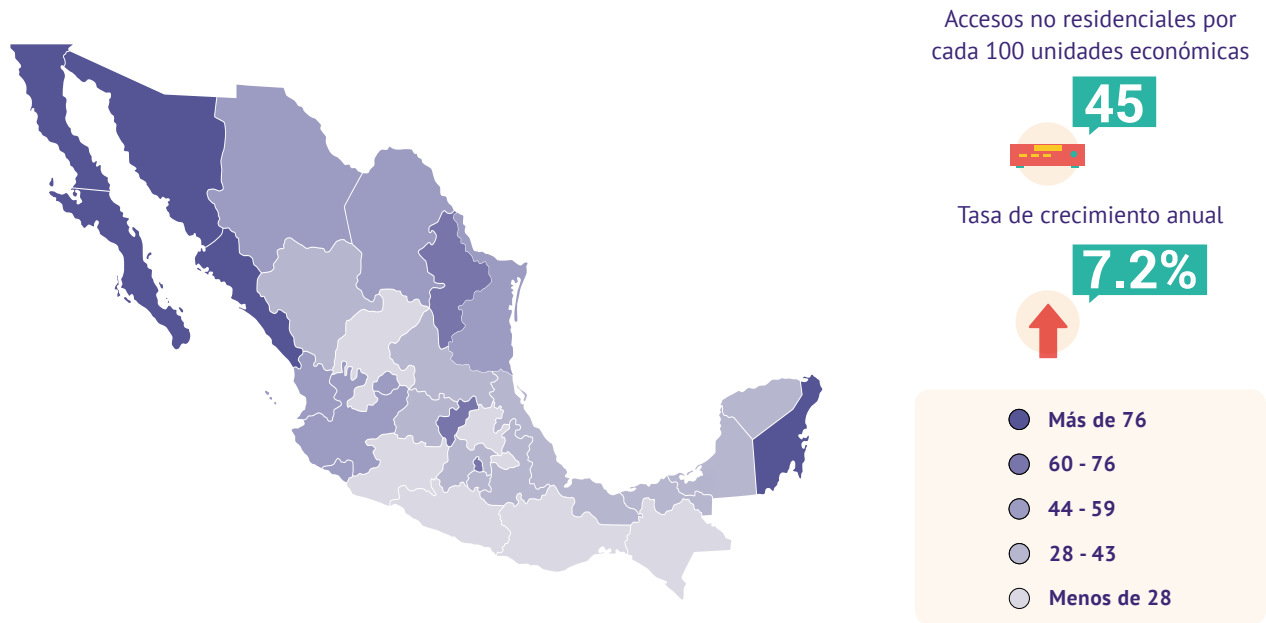 Accesos no residenciales por
cada 100 unidades económicas
45
Tasa de crecimiento anual
7.2%
Más de 76
60 - 76
44 - 59
28 - 43
Menos de 28